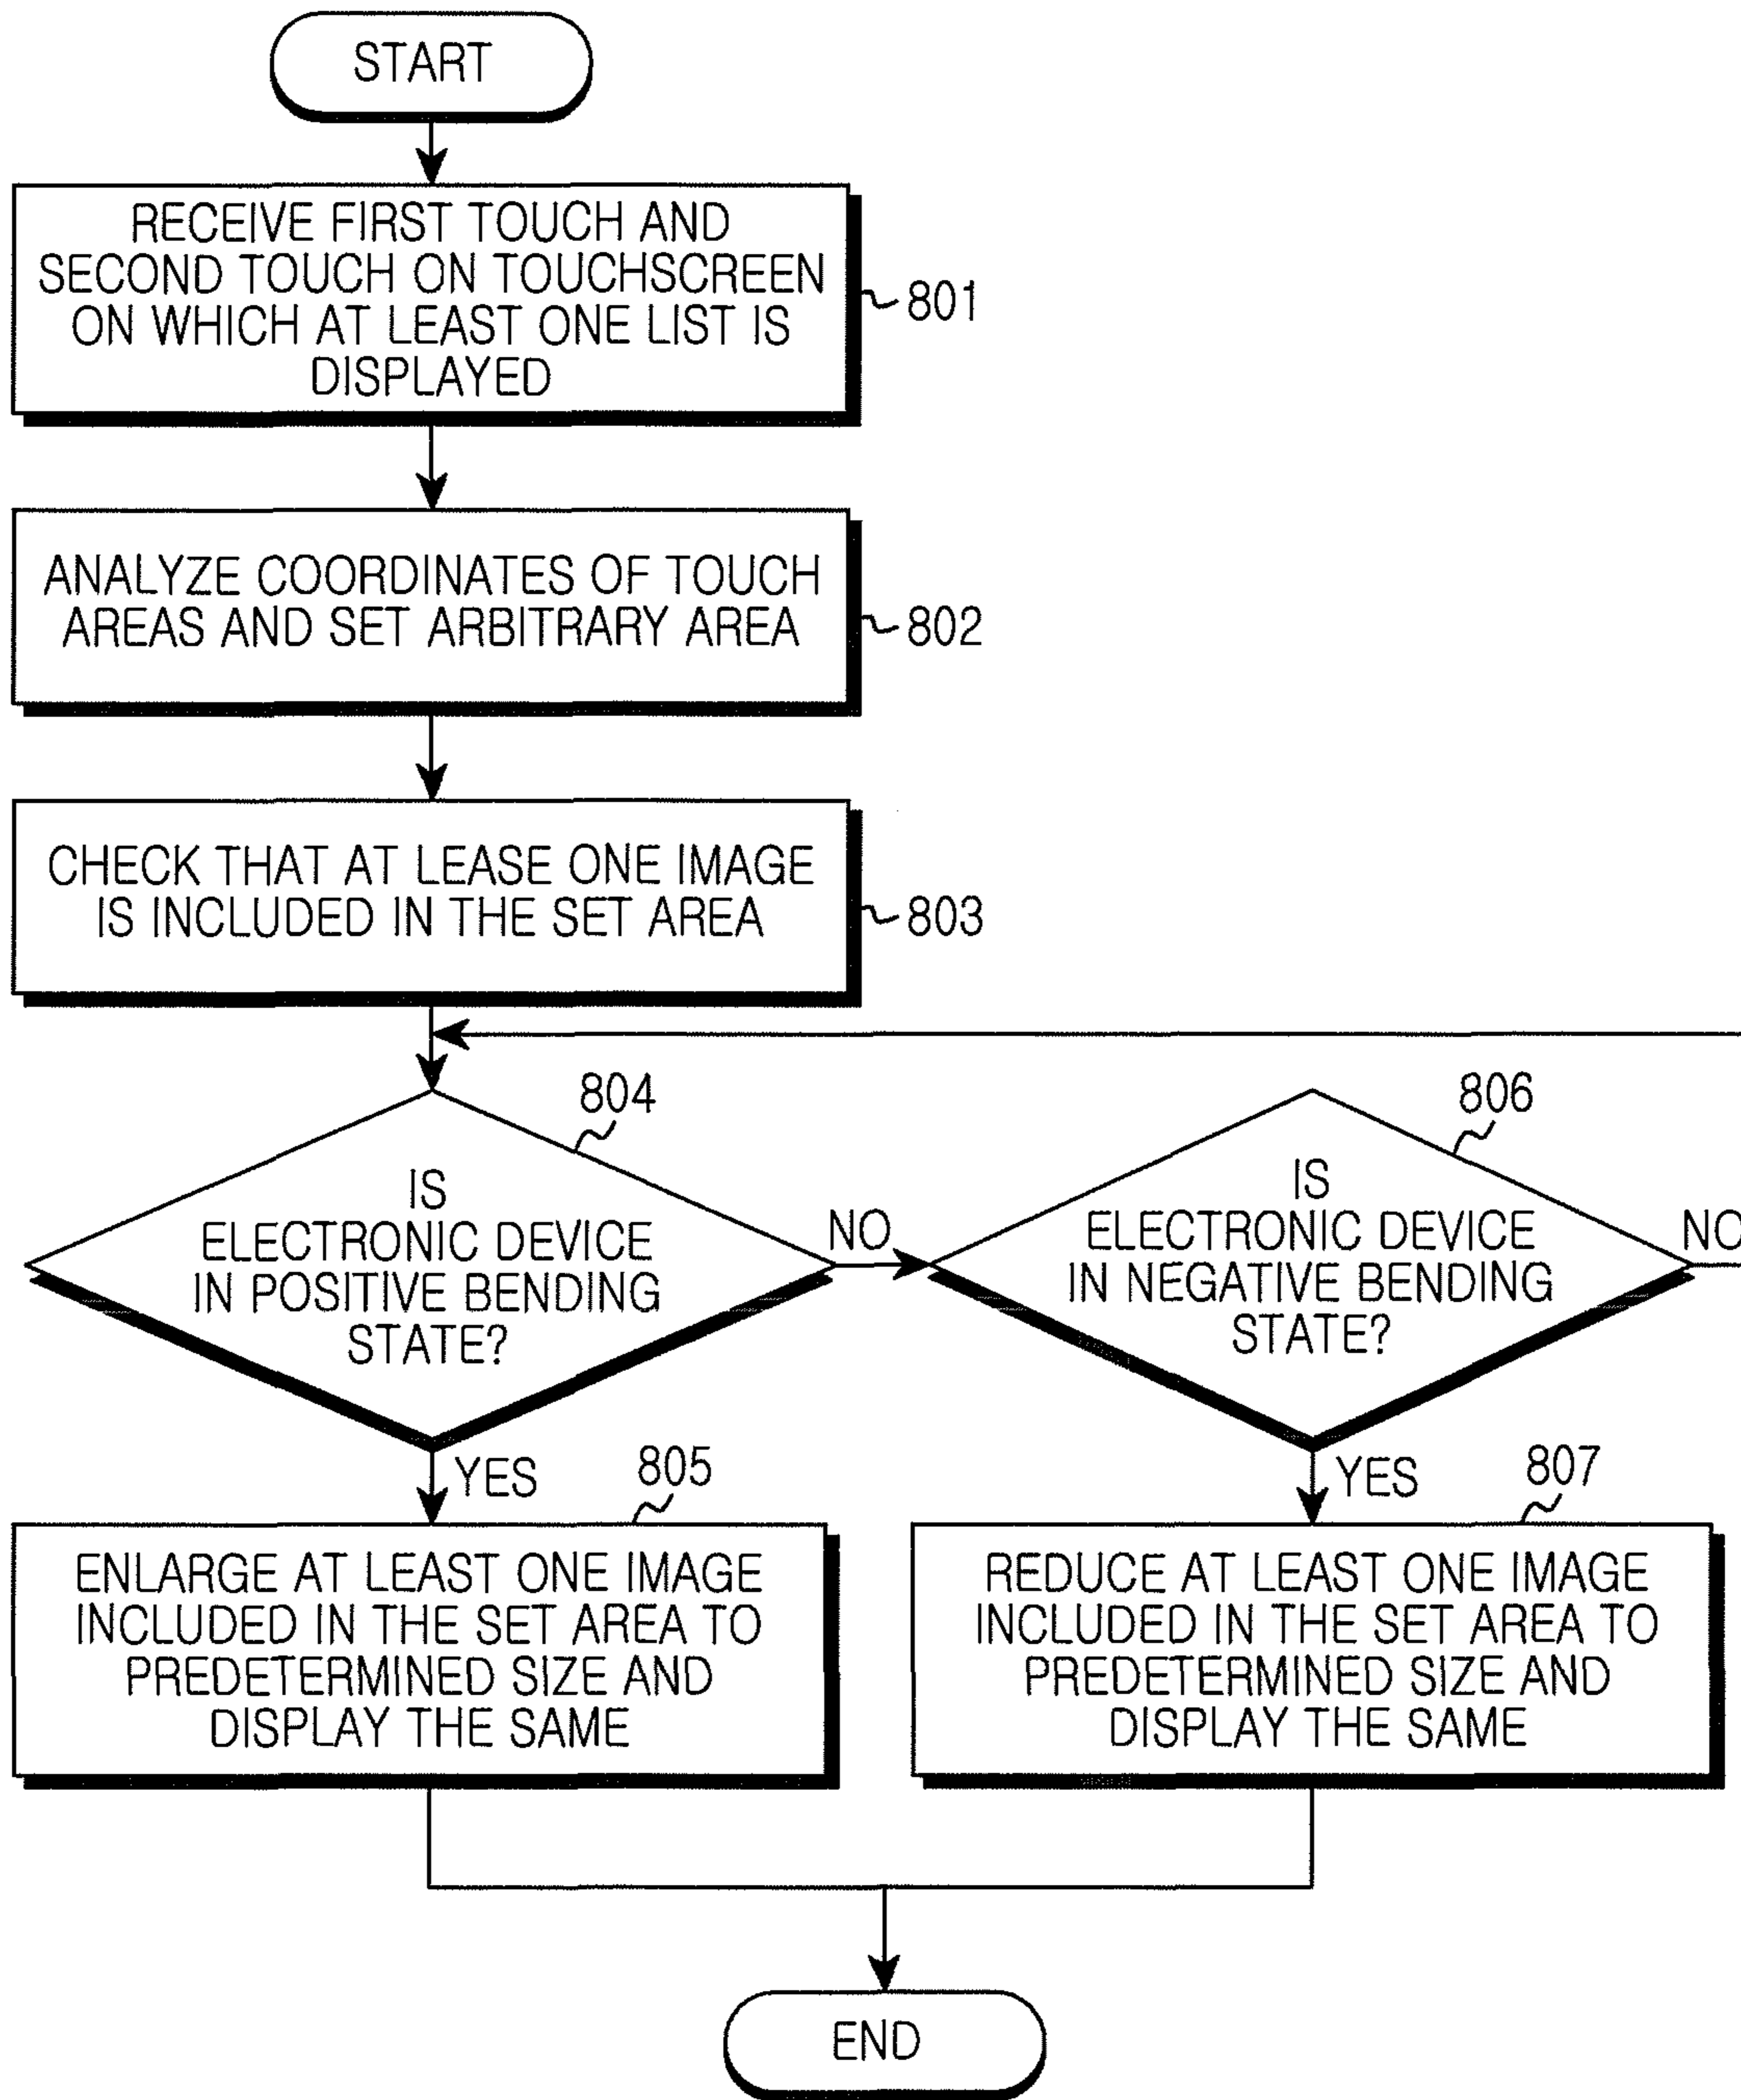 START
RECEIVE FIRST TOUCH AND
SECOND TOUCH ON TOUCHSCREEN
ON WHICH AT LEAST ONE LIST IS
DISPLAYED
801
ANALYZE COORDINATES OF TOUCH
AREAS AND SET ARBITRARY AREA
802
CHECK THAT AT LEASE ONE IMAGE
IS INCLUDED IN THE SET AREA
803
804
IS
ELECTRONIC DEVICE
IN POSITIVE BENDING
STATE?
NO
806
IS
ELECTRONIC DEVICE
IN NEGATIVE BENDING
STATE?
NO
YES
805
ENLARGE AT LEAST ONE IMAGE
INCLUDED IN THE SET AREA TO
PREDETERMINED SIZE AND
DISPLAY THE SAME
YES
807
REDUCE AT LEAST ONE IMAGE
INCLUDED IN THE SET AREA TO
PREDETERMINED SIZE AND
DISPLAY THE SAME
END